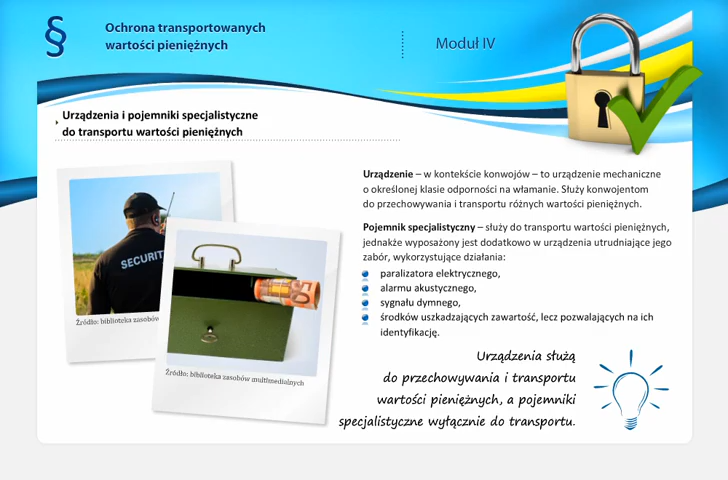 §
Ochrona transportowanych
wartości pieniężnych
Moduł IV
Urządzenia i pojemniki specjalistyczne
do transportu wartości pieniężnych
Urządzenie – w kontekście konwojów – to urządzenie mechaniczne
o określonej klasie odporności na włamanie. Służy konwojentom
do przechowywania i transportu różnych wartości pieniężnych.
Pojemnik specjalistyczny – służy do transportu wartości pieniężnych,
jednakże wyposażony jest dodatkowo w urządzenia utrudniające jego
zabór, wykorzystujące działania:
paralizatora elektrycznego,
alarmu akustycznego,
sygnału dymnego,
środków uszkadzających zawartość, lecz pozwalających na ich
identyfikację.
Urządzenia służą
do przechowywania i transportu
wartości pieniężnych, a pojemniki
specjalistyczne wyłącznie do transportu.
SECURIT
Źródło: biblioteka zasobów
50
Źródło: biblioteka zasobów multimedialnych